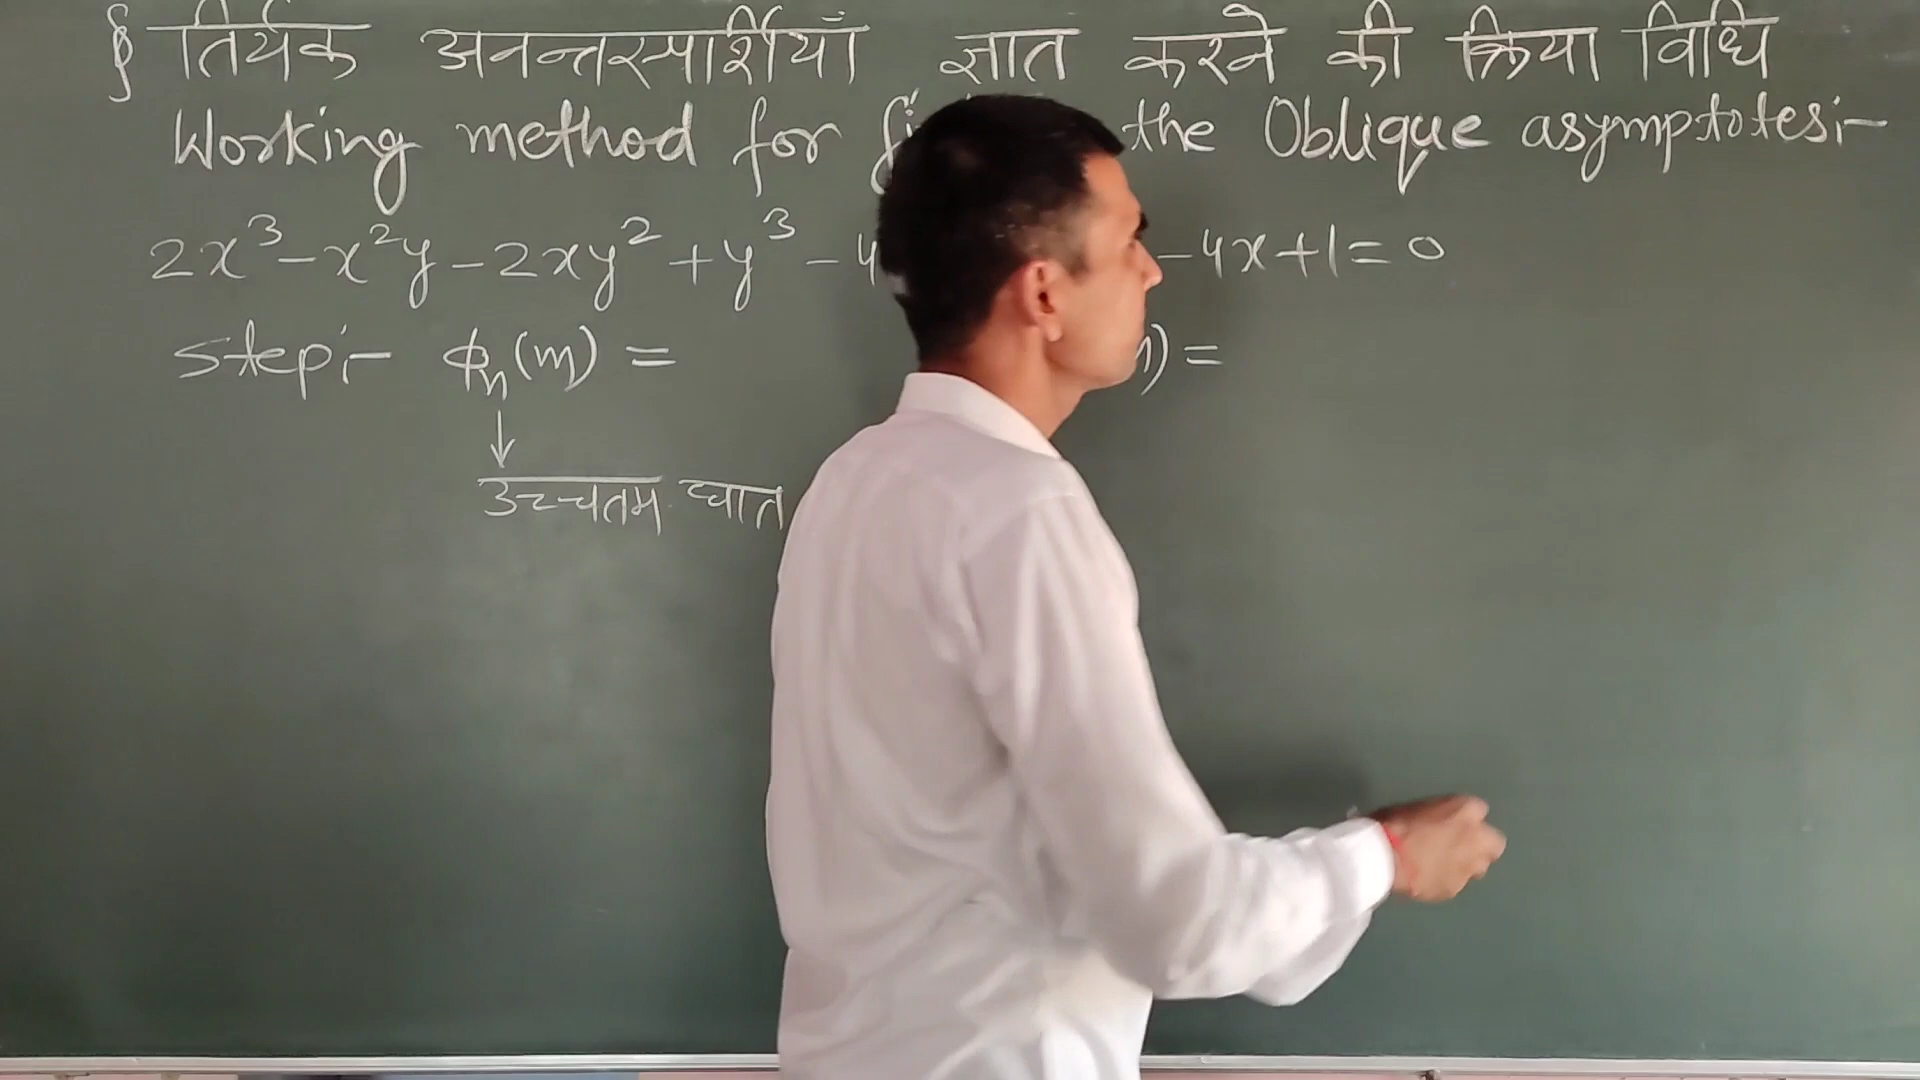 § तिर्यक अनन्तस्पर्शियाँ ज्ञात करने की क्रिया विधि
Working method for the Oblique asymptotes:-
2x³ - x²y - 2xy² + y³ - 4 - 4x + 1 = 0
Step:- ϕₙ(m) = ) =
↓
उच्चतम घात